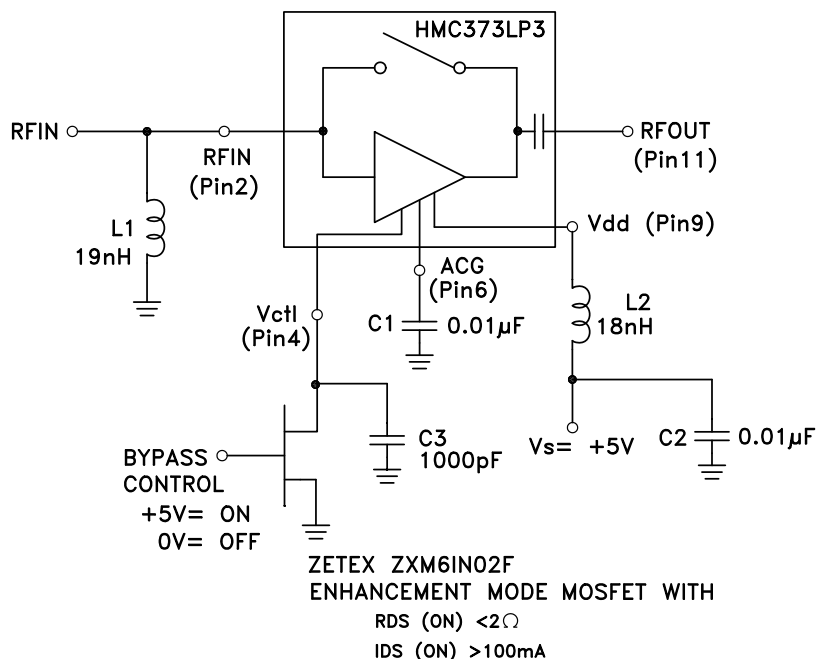 HMC373LP3
RFIN
RFIN
(Pin2)
RFOUT
(Pin11)
L1
19nH
Vdd (Pin9)
ACG
(Pin6)
Vctl
(Pin4)
C1
0.01µF
L2
18nH
C3
1000pF
Vs= +5V
C2
0.01µF
BYPASS
CONTROL
+5V= ON
0V= OFF
ZETEX ZXM6IN02F
ENHANCEMENT MODE MOSFET WITH
RDS (ON) <2Ω
IDS (ON) >100mA